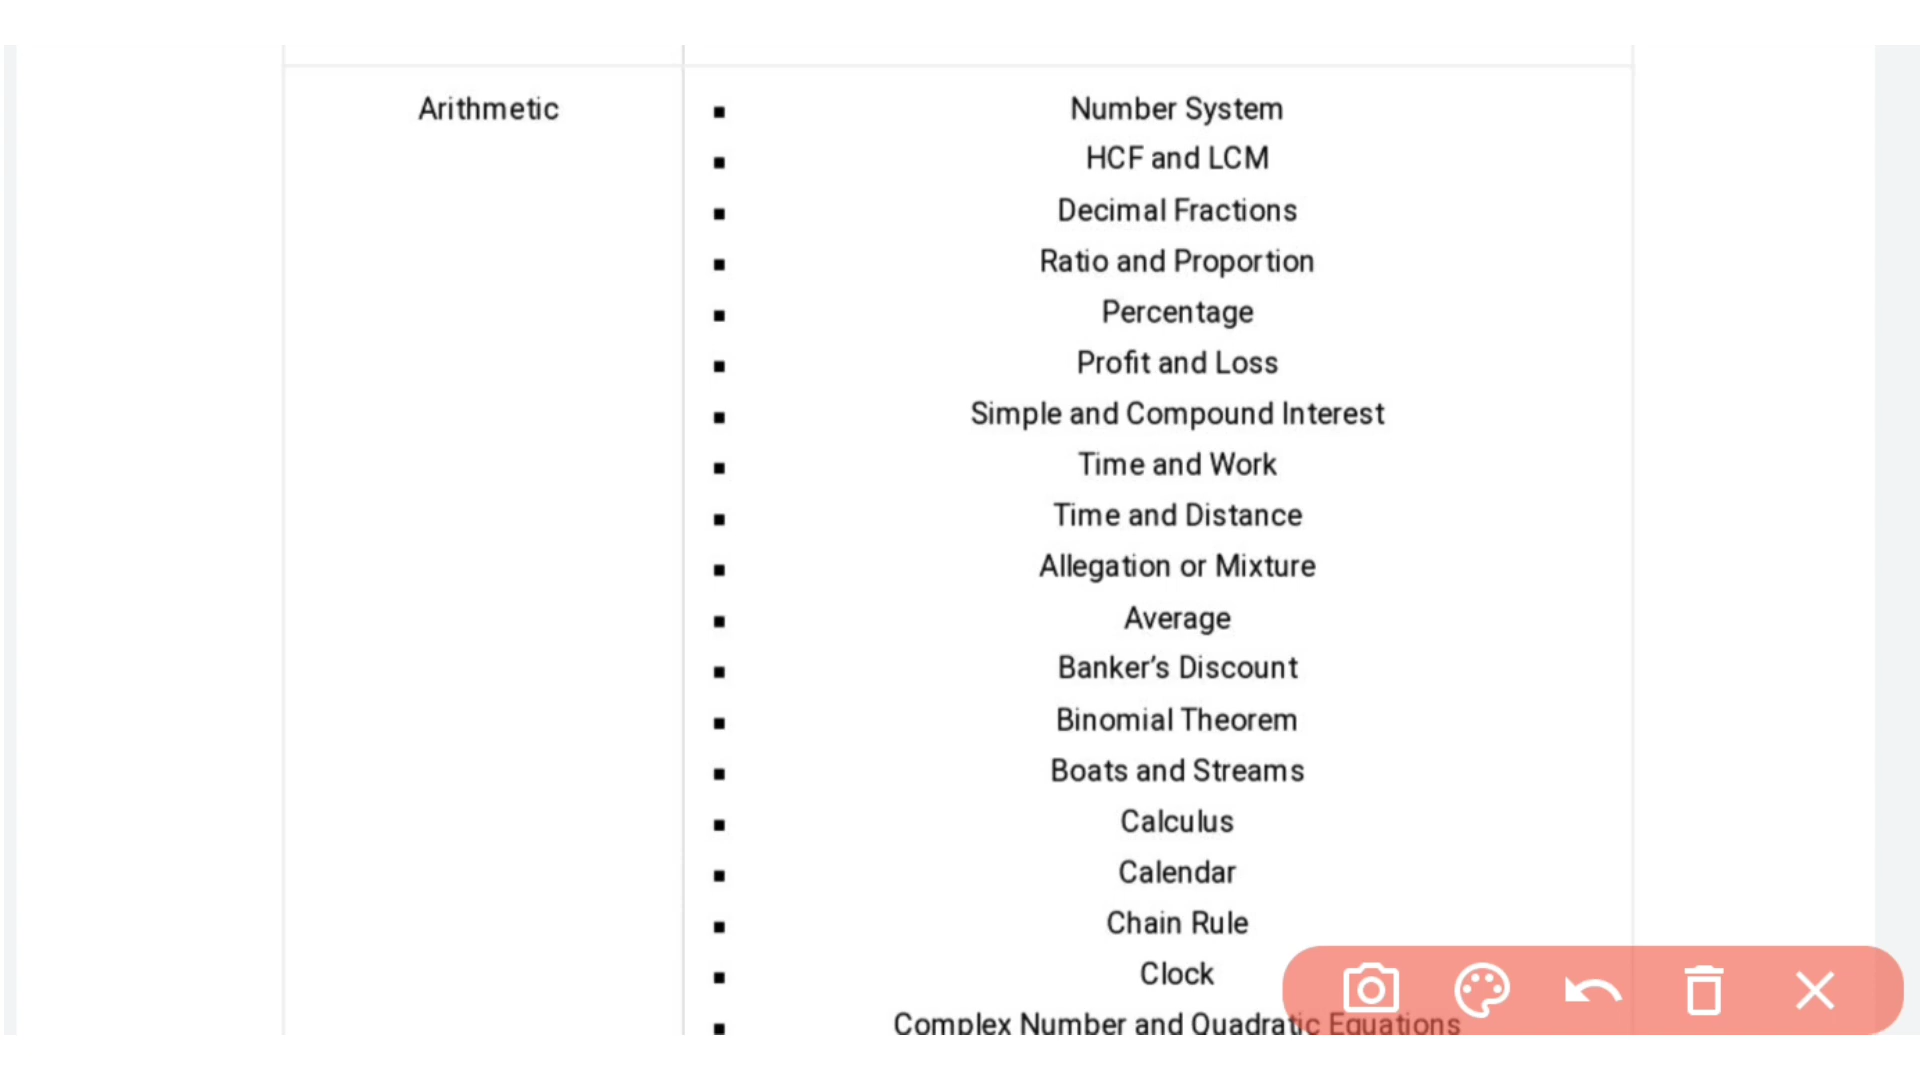 Arithmetic
▪ Number System
▪ HCF and LCM
▪ Decimal Fractions
▪ Ratio and Proportion
▪ Percentage
▪ Profit and Loss
▪ Simple and Compound Interest
▪ Time and Work
▪ Time and Distance
▪ Allegation or Mixture
▪ Average
▪ Banker’s Discount
▪ Binomial Theorem
▪ Boats and Streams
▪ Calculus
▪ Calendar
▪ Chain Rule
▪ Clock
▪ Complex Number and Quadratic Equations